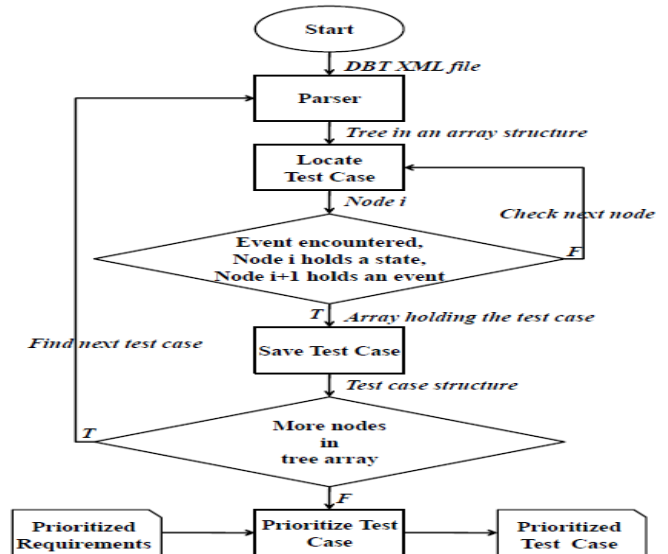 Start
DBT XML file
Parser
Tree in an array structure
Locate
Test Case
Node i
Check next node
Event encountered,
Node i holds a state,
Node i+1 holds an event
F
T
Array holding the test case
Find next test case
Save Test Case
Test case structure
More nodes
in
tree array
T
F
Prioritized
Requirements
Prioritize Test
Case
Prioritized
Test Case